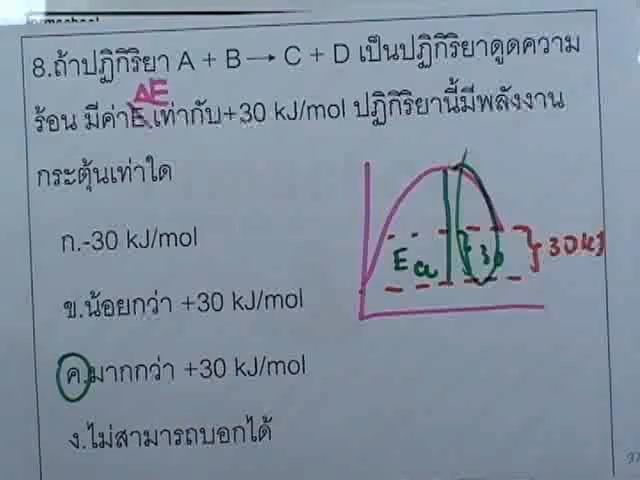 8.ถ้าปฏิกิริยา A + B → C + D เป็นปฏิกิริยาดูดความ
ΔE
ร้อน มีค่าE เท่ากับ+30 kJ/mol ปฏิกิริยานี้มีพลังงาน
กระตุ้นเท่าใด
ก.-30 kJ/mol
ข.น้อยกว่า +30 kJ/mol
ค.มากกว่า +30 kJ/mol
ง.ไม่สามารถบอกได้
Ea
30
30kJ